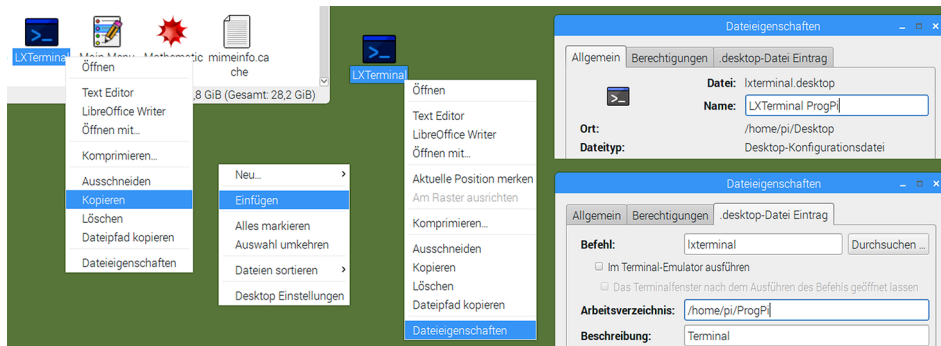 LXTerminal Main Menu Mathematic mimeinfo.ca
che
,8 GiB (Gesamt: 28,2 GiB)
Öffnen
Text Editor
LibreOffice Writer
Öffnen mit...
Komprimieren...
Ausschneiden
Kopieren
Löschen
Dateipfad kopieren
Dateieigenschaften
Neu...
Einfügen
Alles markieren
Auswahl umkehren
Dateien sortieren
Desktop Einstellungen
LXTerminal
Öffnen
Text Editor
LibreOffice Writer
Öffnen mit...
Aktuelle Position merken
Am Raster ausrichten
Komprimieren...
Ausschneiden
Kopieren
Löschen
Dateipfad kopieren
Dateieigenschaften
Dateieigenschaften
Allgemein Berechtigungen .desktop-Datei Eintrag
Datei: lxterminal.desktop
Name: LXTerminal ProgPi
Ort: /home/pi/Desktop
Dateityp: Desktop-Konfigurationsdatei
Dateieigenschaften
Allgemein Berechtigungen .desktop-Datei Eintrag
Befehl: lxterminal Durchsuchen ...
Im Terminal-Emulator ausführen
Das Terminalfenster nach dem Ausführen des Befehls geöffnet lassen
Arbeitsverzeichnis: /home/pi/ProgPi
Beschreibung: Terminal